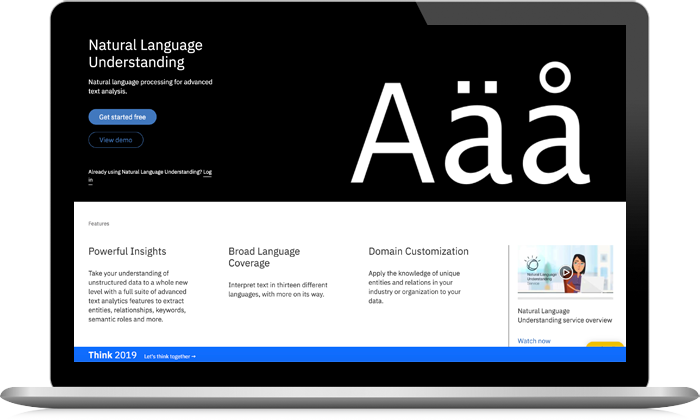 Natural Language
Understanding
Natural language processing for advanced
text analysis.
Get started free
View demo
Already using Natural Language Understanding? Log
in
Aäå
Features
Powerful Insights
Take your understanding of
unstructured data to a whole new
level with a full suite of advanced
text analytics features to extract
entities, relationships, keywords,
semantic roles and more.
Broad Language
Coverage
Interpret text in thirteen different
languages, with more on its way.
Domain Customization
Apply the knowledge of unique
entities and relations in your
industry or organization to your
data.
Watson
Natural Language
Understanding
Natural Language
Understanding service overview
Watch now
Think 2019 Let's think together →